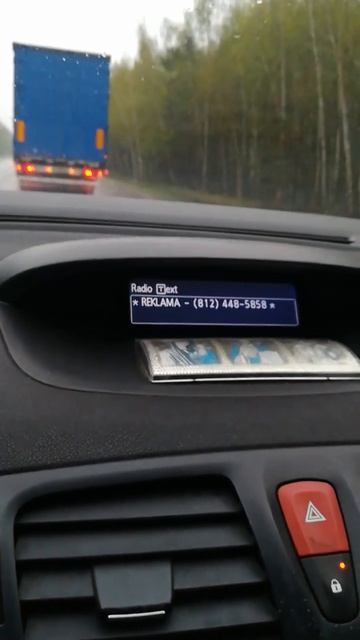 Radio Text
* REKLAMA - (812) 448-5858 *